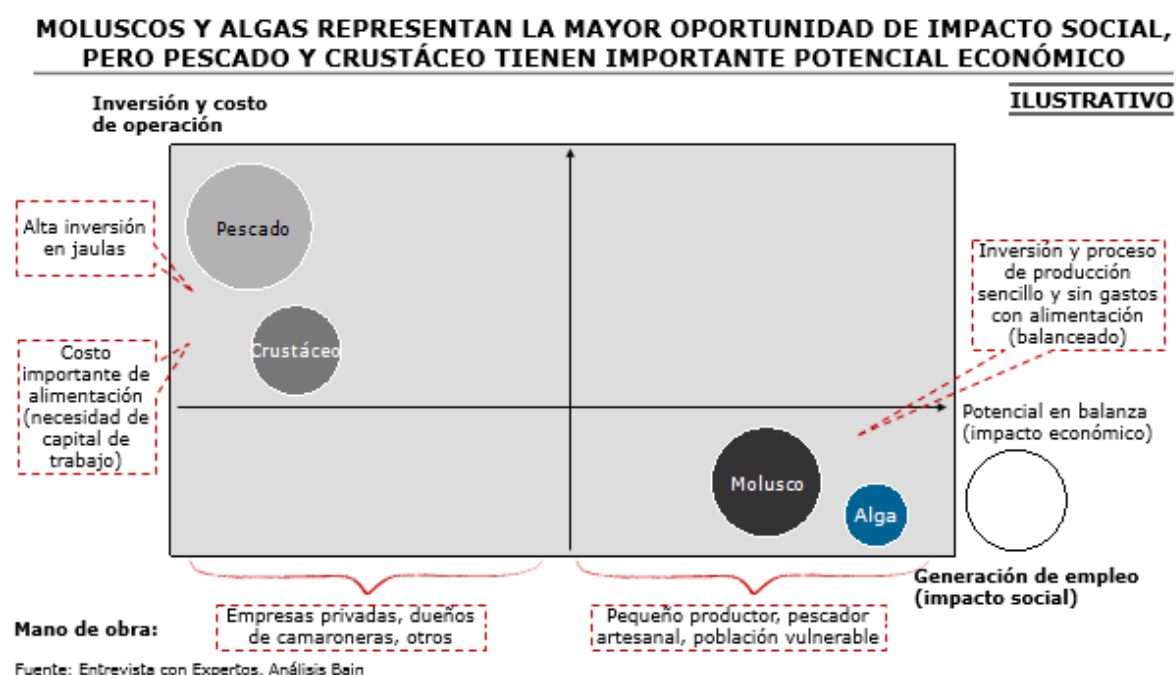 MOLUSCOS Y ALGAS REPRESENTAN LA MAYOR OPORTUNIDAD DE IMPACTO SOCIAL,
PERO PESCADO Y CRUSTÁCEO TIENEN IMPORTANTE POTENCIAL ECONÓMICO
ILUSTRATIVO
Inversión y costo
de operación
Pescado
Alta inversión
en jaulas
Inversión y proceso
de producción
sencillo y sin gastos
con alimentación
(balanceado)
Crustáceo
Costo
importante de
alimentación
(necesidad de
capital de
trabajo)
Potencial en balanza
(impacto económico)
Molusco
Alga
Generación de empleo
(impacto social)
Mano de obra:
Empresas privadas, dueños
de camaroneras, otros
Pequeño productor, pescador
artesanal, población vulnerable
Fuente: Entrevista con Expertos, Análisis Bain